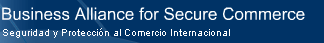 Business Alliance for Secure Commerce
Seguridad y Protección al Comercio Internacional